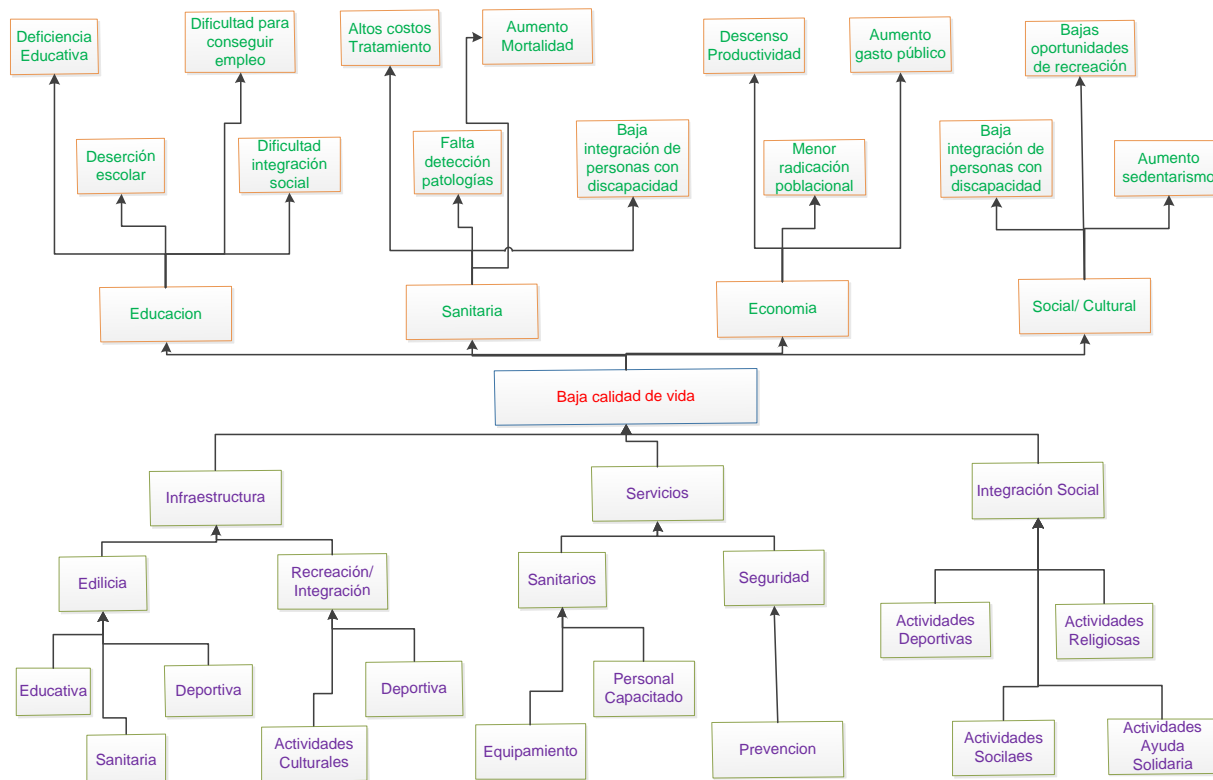 Deficiencia
Educativa
Dificultad para
conseguir
empleo
Altos costos
Tratamiento
Aumento
Mortalidad
Descenso
Productividad
Aumento
gasto público
Bajas
oportunidades
de recreación
Deserción
escolar
Dificultad
integración
social
Falta
detección
patologías
Baja
integración de
personas con
discapacidad
Menor
radicación
poblacional
Baja
integración de
personas con
discapacidad
Aumento
sedentarismo
Educacion
Sanitaria
Economia
Social/ Cultural
Baja calidad de vida
Infraestructura
Servicios
Integración Social
Edilicia
Recreación/
Integración
Sanitarios
Seguridad
Actividades
Deportivas
Actividades
Religiosas
Educativa
Deportiva
Deportiva
Personal
Capacitado
Sanitaria
Actividades
Culturales
Equipamiento
Prevencion
Actividades
Socilaes
Actividades
Ayuda
Solidaria